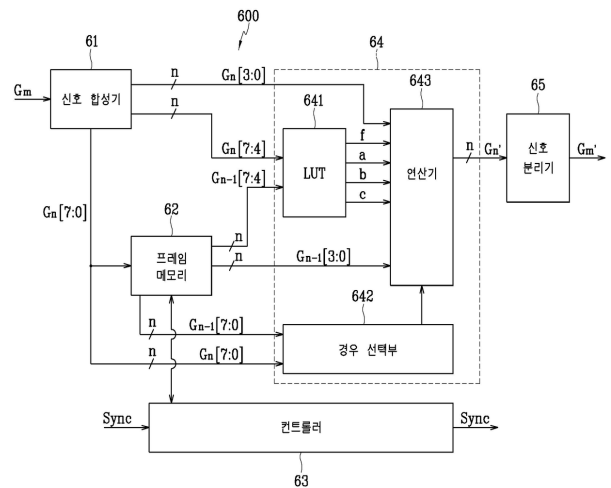 600
61
64
643
65
Gm
신호 합성기
n
Gn[3:0]
n
Gn[7:4]
641
LUT
f
a
b
c
연산기
n
Gn'
신호
분리기
Gm'
Gn-1[7:4]
Gn[7:0]
62
프레임
메모리
n
n
Gn-1[3:0]
642
n
Gn-1[7:0]
n
Gn[7:0]
경우 선택부
Sync
컨트롤러
Sync
63